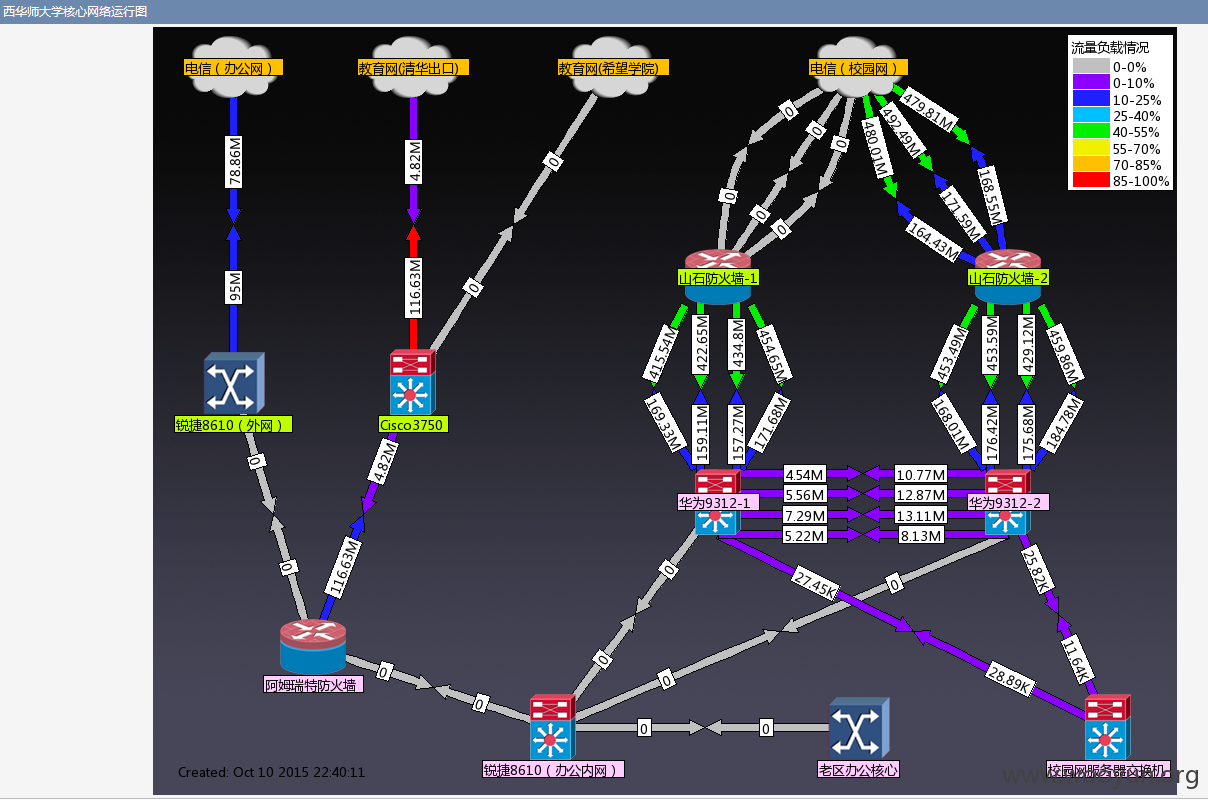 西华师大学核心网络运行图
电信（办公网）
教育网(清华出口)
教育网(希望学院)
电信（校园网）
流量负载情况
0-0%
0-10%
10-25%
25-40%
40-55%
55-70%
70-85%
85-100%
0
0
0
480.01M
492.49M
479.81M
78.86M
4.82M
0
0
0
0
164.43M
171.59M
168.55M
95M
116.63M
0
山石防火墙-1
山石防火墙-2
415.54M
422.65M
434.8M
454.65M
453.49M
453.59M
429.12M
459.86M
169.33M
159.11M
157.27M
171.68M
168.01M
176.42M
175.68M
184.78M
锐捷8610（外网）
Cisco3750
0
4.82M
4.54M
10.77M
5.56M
12.87M
7.29M
13.11M
5.22M
8.13M
华为9312-1
华为9312-2
0
116.63M
0
27.45K
0
25.82K
0
0
11.64K
28.89K
阿姆瑞特防火墙
0
0
0
0
锐捷8610（办公内网）
老区办公核心
校园网服务器交换机
Created: Oct 10 2015 22:40:11